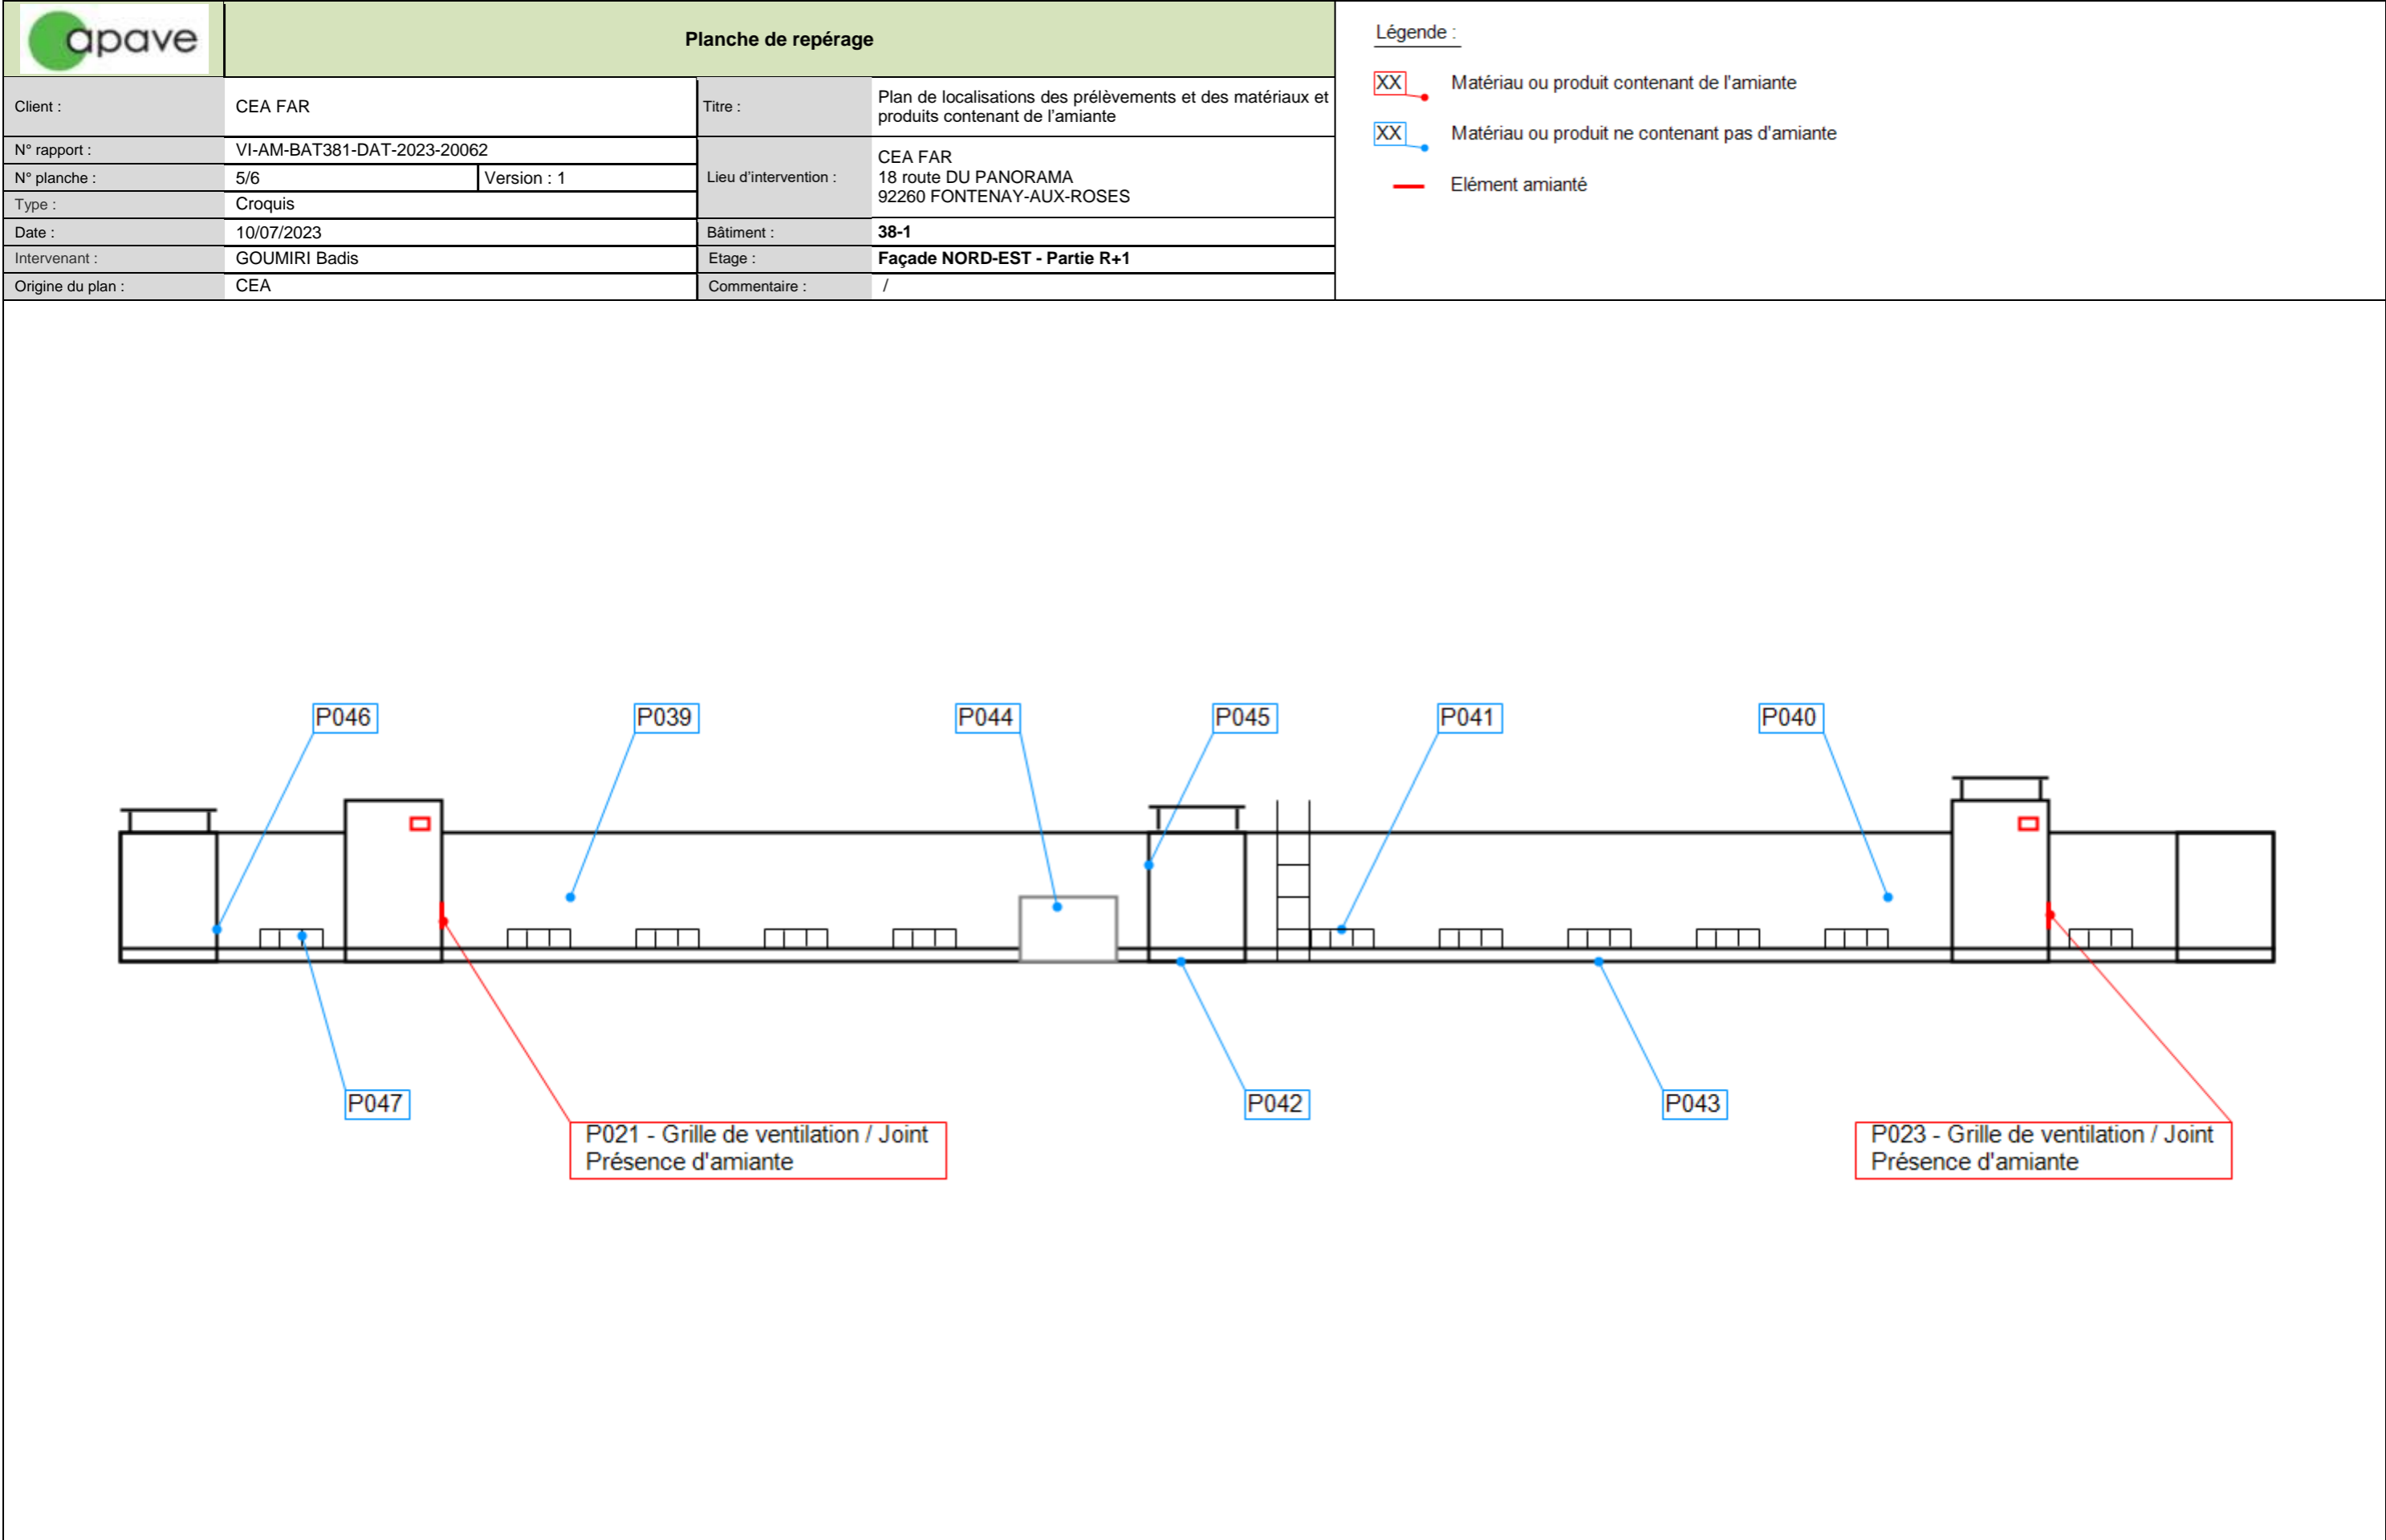 apave
Planche de repérage
Client :
CEA FAR
Titre :
Plan de localisations des prélèvements et des matériaux et
produits contenant de l'amiante
N° rapport :
VI-AM-BAT381-DAT-2023-20062
N° planche :
5/6
Version : 1
Lieu d'intervention :
CEA FAR
18 route DU PANORAMA
92260 FONTENAY-AUX-ROSES
Type :
Croquis
Date :
10/07/2023
Bâtiment :
38-1
Intervenant :
GOUMIRI Badis
Etage :
Façade NORD-EST - Partie R+1
Origine du plan :
CEA
Commentaire :
/
Légende :
XX
Matériau ou produit contenant de l'amiante
XX
Matériau ou produit ne contenant pas d'amiante
Elément amianté
P046
P039
P044
P045
P041
P040
P047
P042
P043
P021 - Grille de ventilation / Joint
Présence d'amiante
P023 - Grille de ventilation / Joint
Présence d'amiante